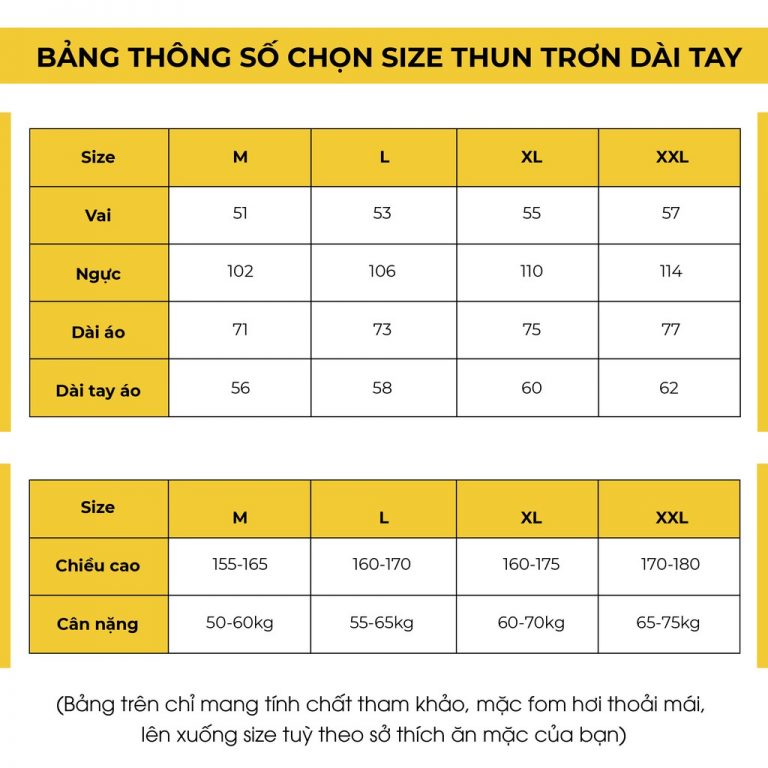 BẢNG THÔNG SỐ CHỌN SIZE THUN TRƠN DÀI TAY
Size M L XL XXL
Vai 51 53 55 57
Ngực 102 106 110 114
Dài áo 71 73 75 77
Dài tay áo 56 58 60 62
Size M L XL XXL
Chiều cao 155-165 160-170 160-175 170-180
Cân nặng 50-60kg 55-65kg 60-70kg 65-75kg
(Bảng trên chỉ mang tính chất tham khảo, mặc fom hơi thoải mái,
lên xuống size tuỳ theo sở thích ăn mặc của bạn)